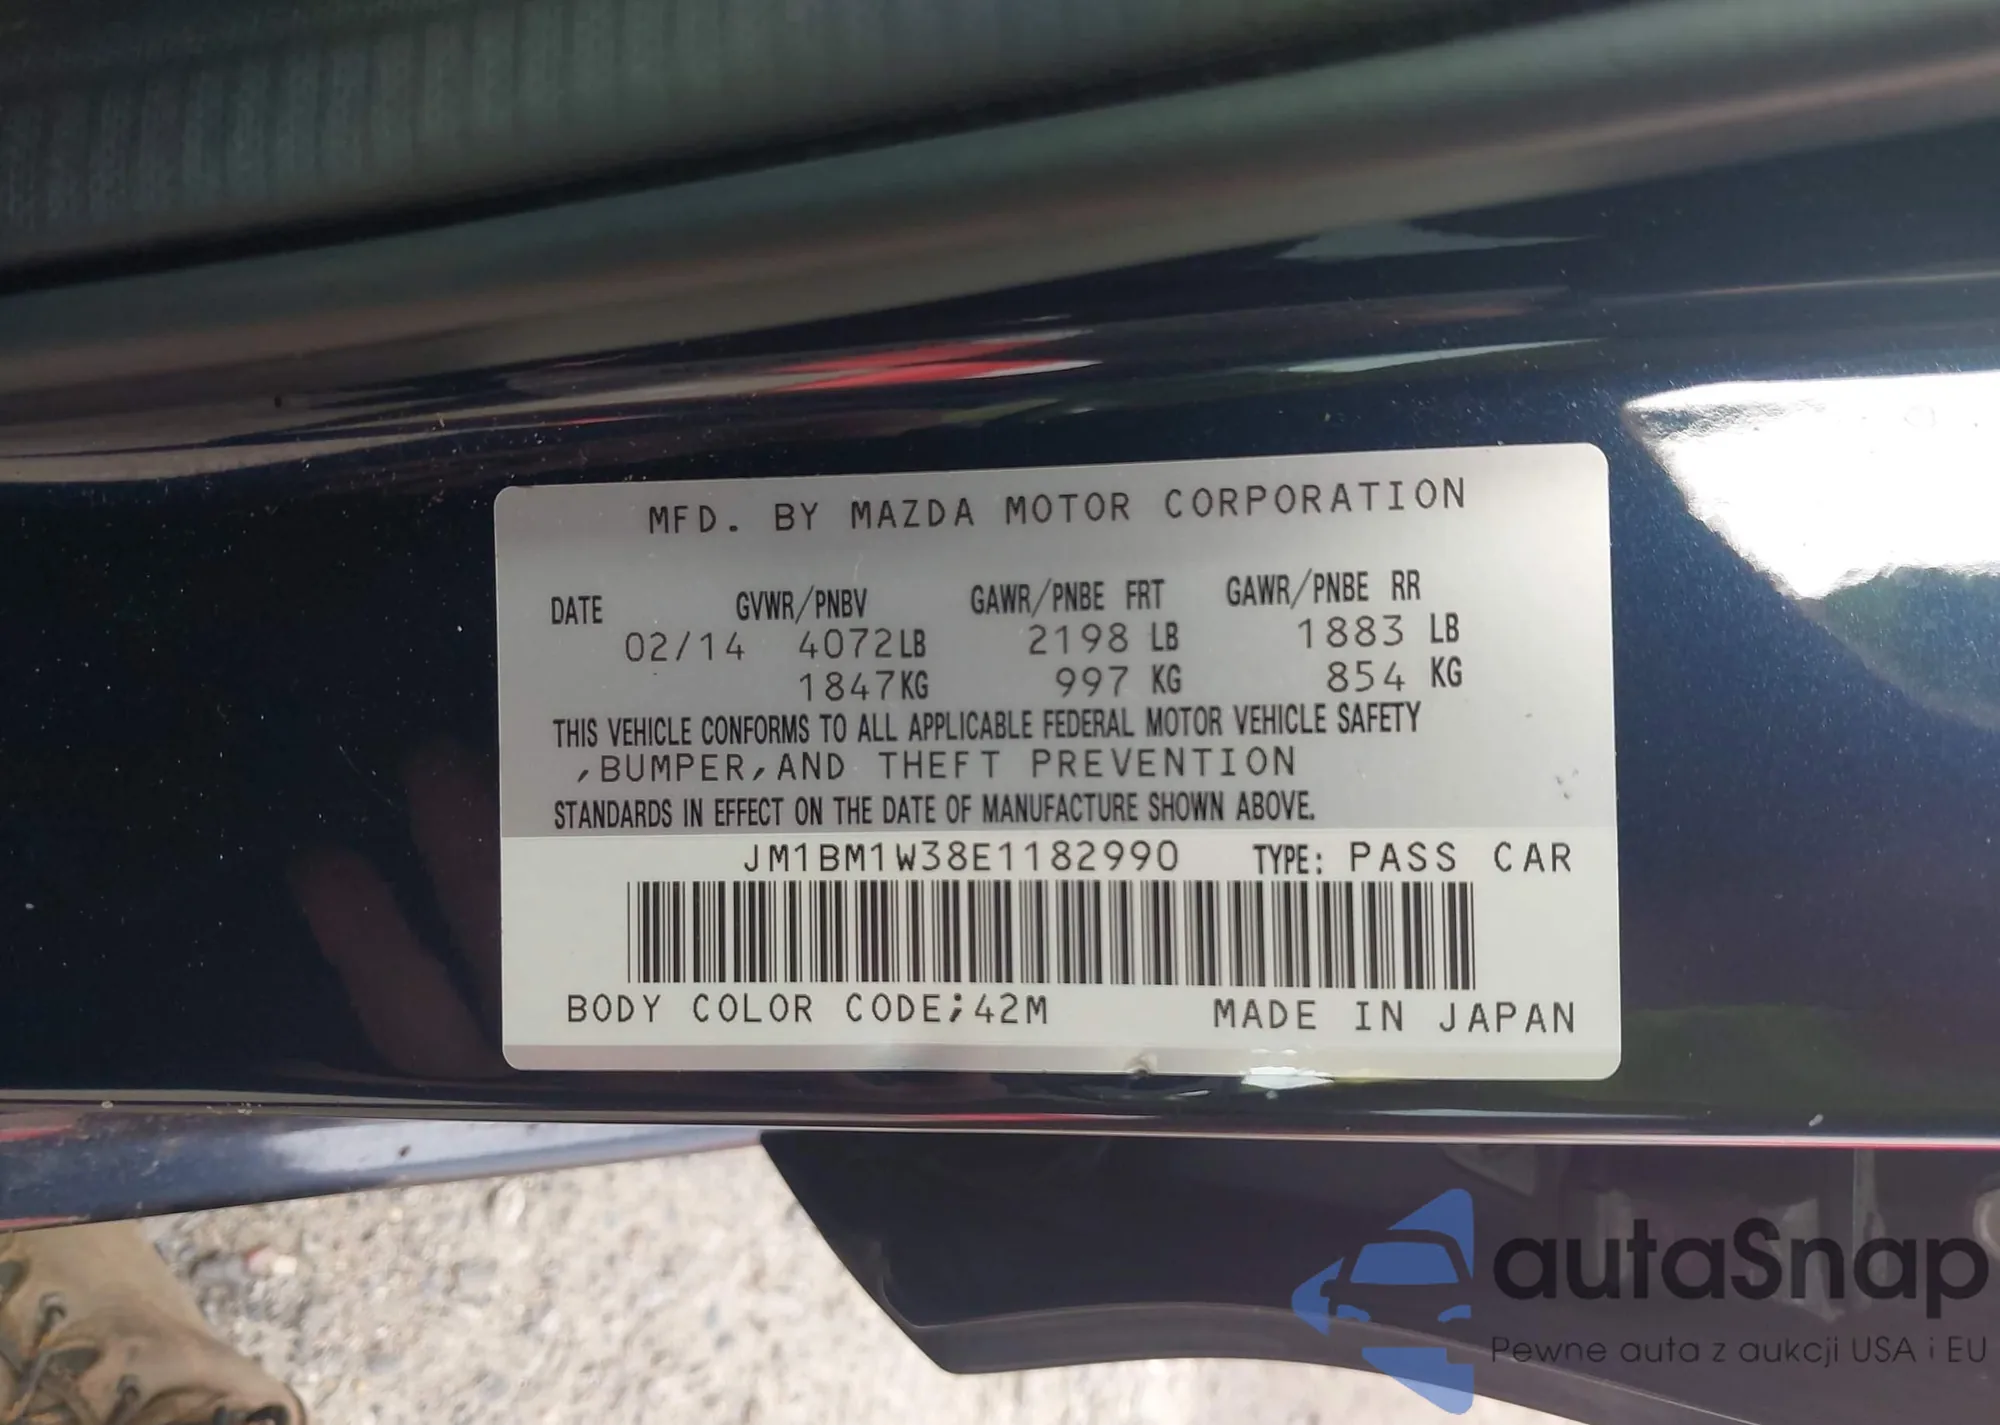 MFD. BY MAZDA MOTOR CORPORATION
DATE GVWR/PNBV GAWR/PNBE FRT GAWR/PNBE RR
02/14 4072LB 2198 LB 1883 LB
1847KG 997 KG 854 KG
THIS VEHICLE CONFORMS TO ALL APPLICABLE FEDERAL MOTOR VEHICLE SAFETY
,BUMPER,AND THEFT PREVENTION
STANDARDS IN EFFECT ON THE DATE OF MANUFACTURE SHOWN ABOVE.
JM1BM1W38E1182990 TYPE: PASS CAR
BODY COLOR CODE;42M MADE IN JAPAN
autaSnap
Pewne auta z aukcji USA i EU